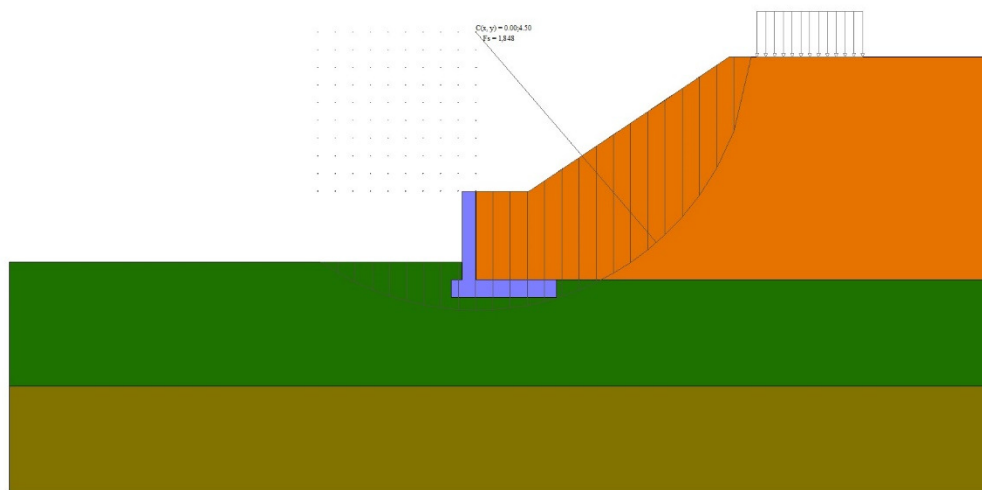 C(x, y) = 0.00;4.50
Fs = 1,848